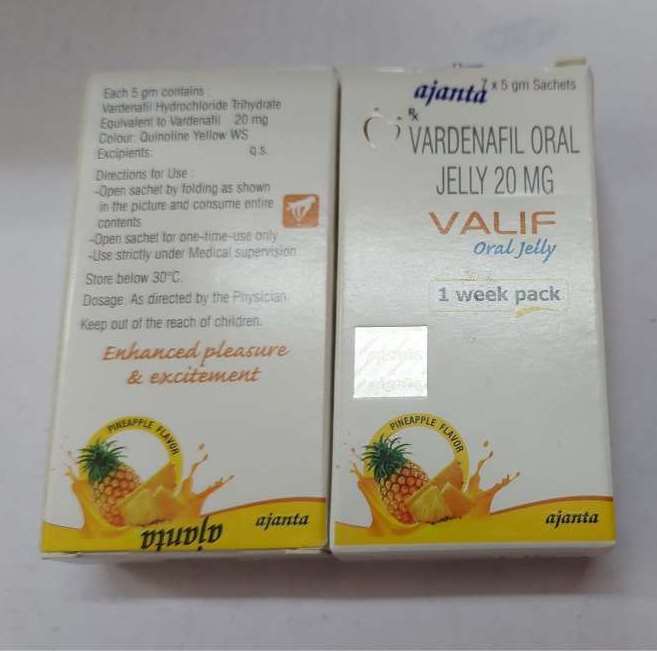 Each 5 gm contains :
Vardenafil Hydrochloride Trihydrate
Equivalent to Vardenafil 20 mg
Colour: Quinoline Yellow WS
Excipients: q.s.
Directions for Use :
-Open sachet by folding as shown
in the picture and consume entire
contents
-Open sachet for one-time-use only
-Use strictly under Medical supervision
Store below 30°C.
Dosage: As directed by the Physician
Keep out of the reach of children.
Enhanced pleasure
& excitement
PINEAPPLE FLAVOR
ajanta
ajanta
ajanta
7 x 5 gm Sachets
Rx
VARDENAFIL ORAL
JELLY 20 MG
VALIF
Oral Jelly
1 week pack
PINEAPPLE FLAVOR
ajanta